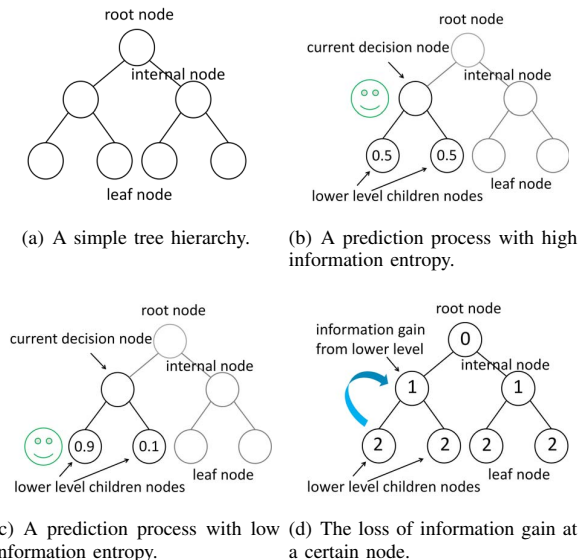 root node
internal node
leaf node
(a) A simple tree hierarchy.
root node
current decision node
internal node
0.5 0.5
leaf node
lower level children nodes
(b) A prediction process with high
information entropy.
root node
current decision node
internal node
0.9 0.1
leaf node
lower level children nodes
c) A prediction process with low
nformation entropy.
root node
information gain
from lower level
0
internal node
1 1
2 2 2 2
leaf node
lower level children nodes
(d) The loss of information gain at
a certain node.